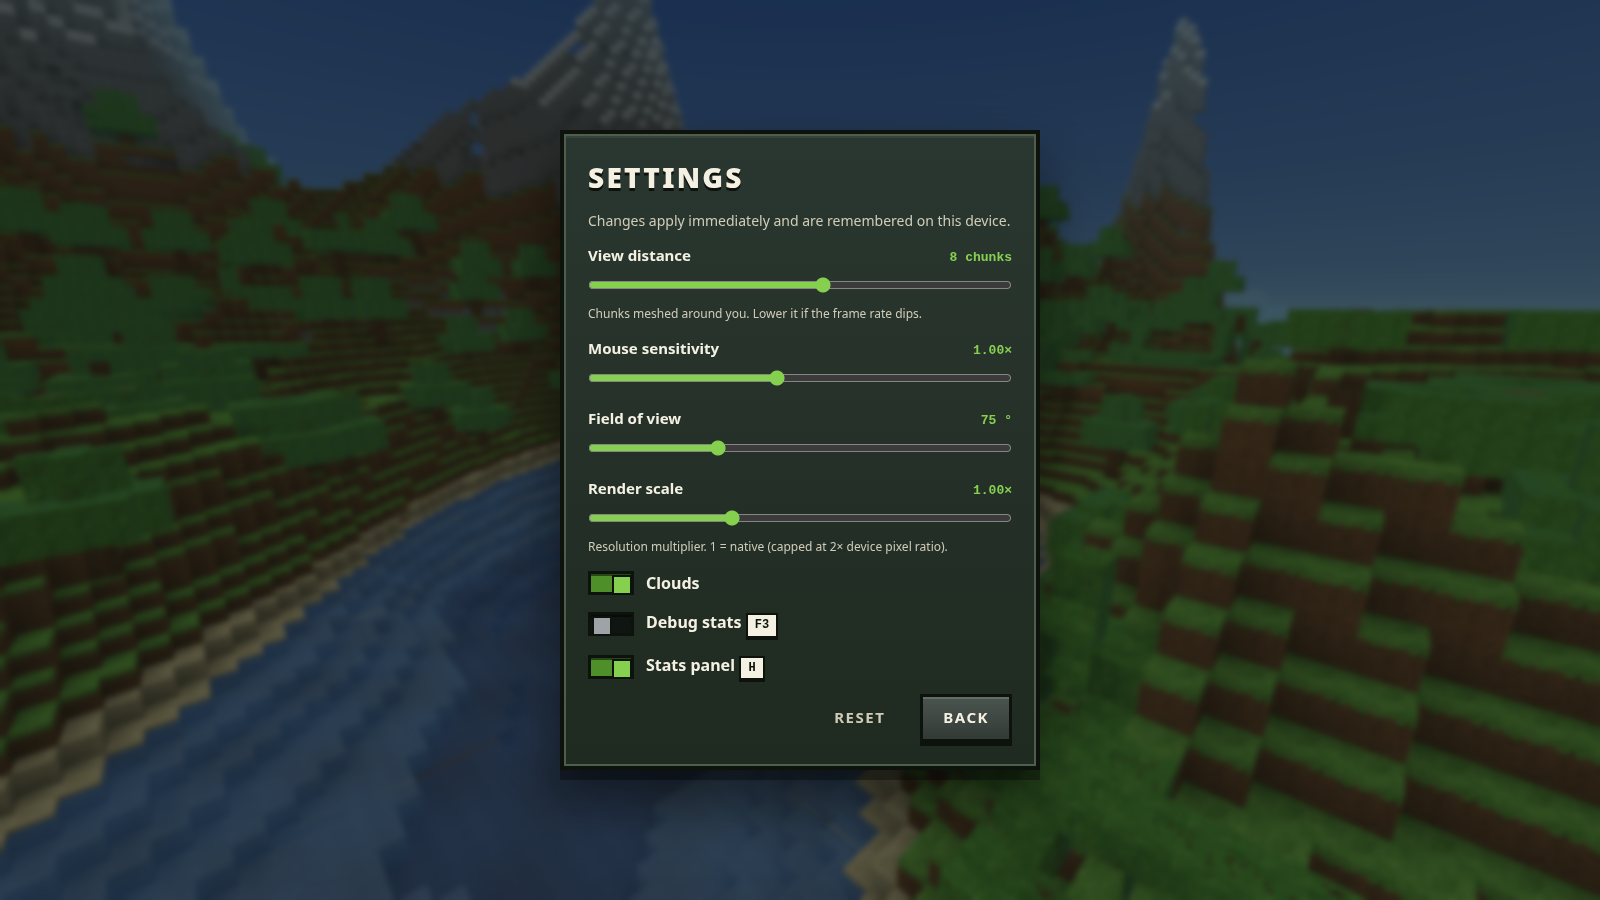 SETTINGS
Changes apply immediately and are remembered on this device.
View distance 8 chunks
Chunks meshed around you. Lower it if the frame rate dips.
Mouse sensitivity 1.00×
Field of view 75 °
Render scale 1.00×
Resolution multiplier. 1 = native (capped at 2× device pixel ratio).
Clouds
Debug stats F3
Stats panel H
RESET BACK